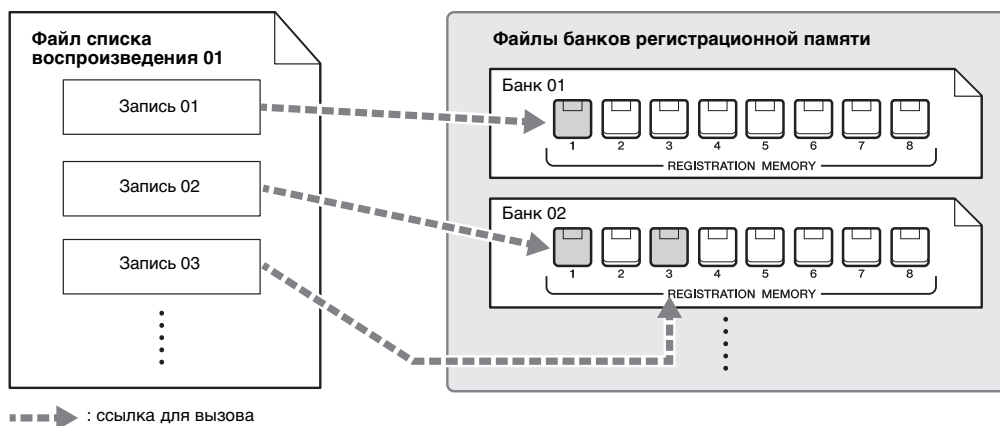 Файл списка
воспроизведения 01
Запись 01
Запись 02
Запись 03
Файлы банков регистрационной памяти
Банк 01
1 2 3 4 5 6 7 8
REGISTRATION MEMORY
Банк 02
1 2 3 4 5 6 7 8
REGISTRATION MEMORY
: ссылка для вызова